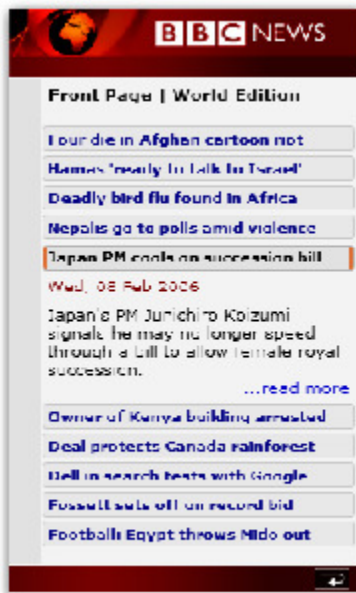 BBC NEWS
Front Page | World Edition
Four die in Afghan cartoon riot
Hamas 'ready to talk to Israel'
Deadly bird flu found in Africa
Nepalis go to polls amid violence
Japan PM cools on succession bill
Wed, 08 Feb 2006
Japan's PM Junichiro Koizumi
signals he may no longer speed
through a bill to allow female royal
succession.
...read more
Owner of Kenya building arrested
Deal protects Canada rainforest
Dell in search tests with Google
Fossett sets off on record bid
Football: Egypt throws Mido out